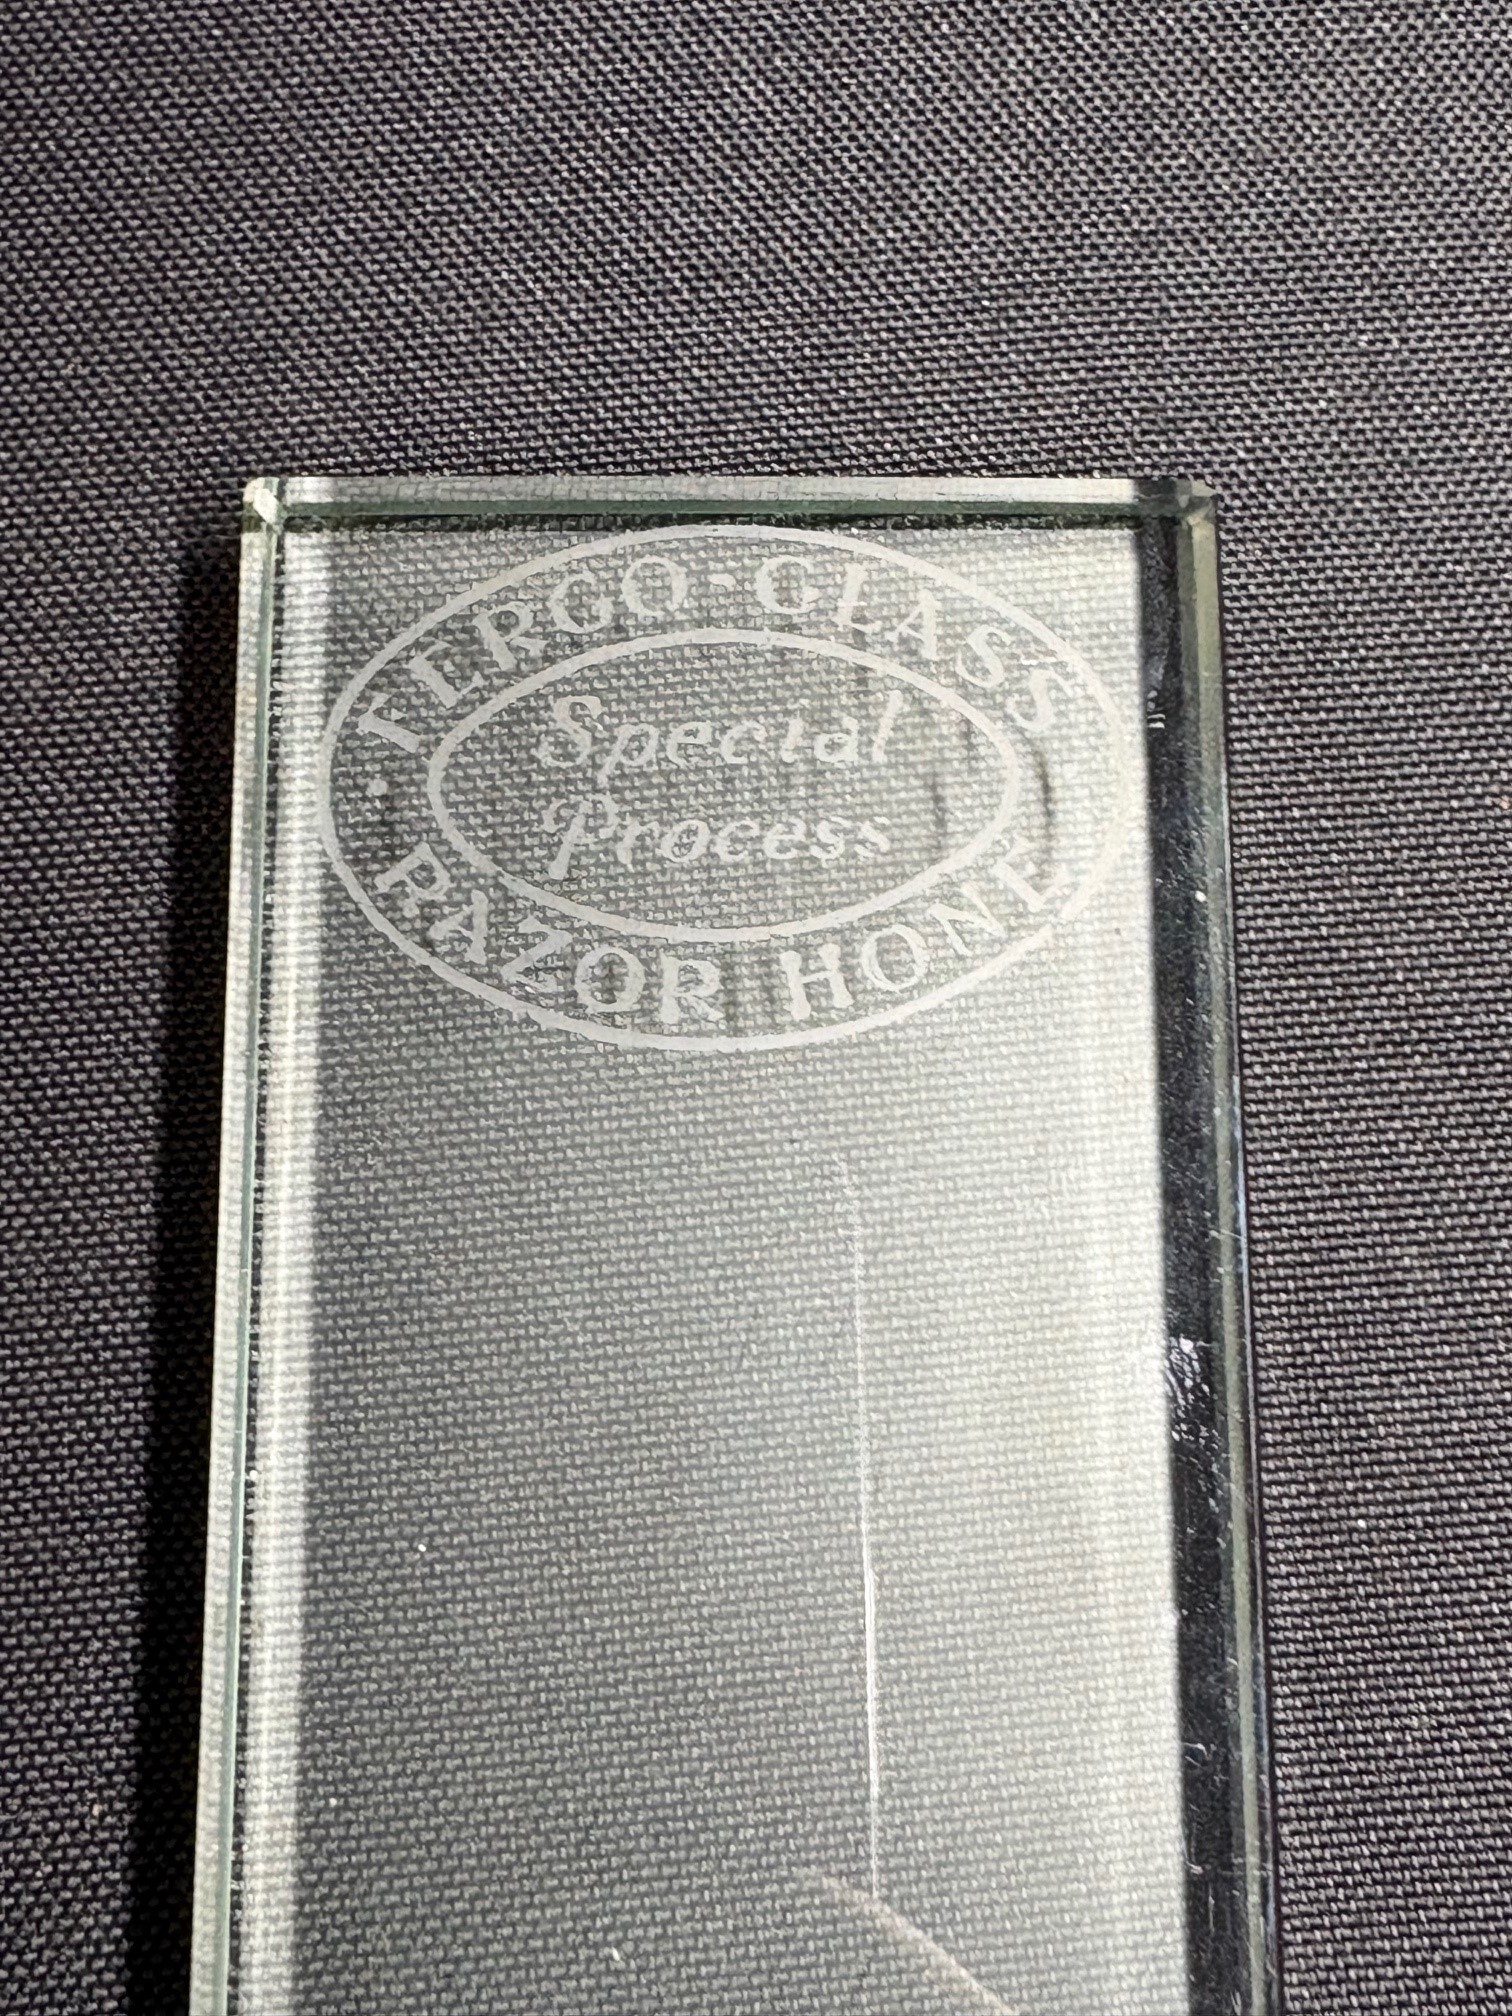 ·FERGO-GLASS·
Special
Process
RAZOR HONE